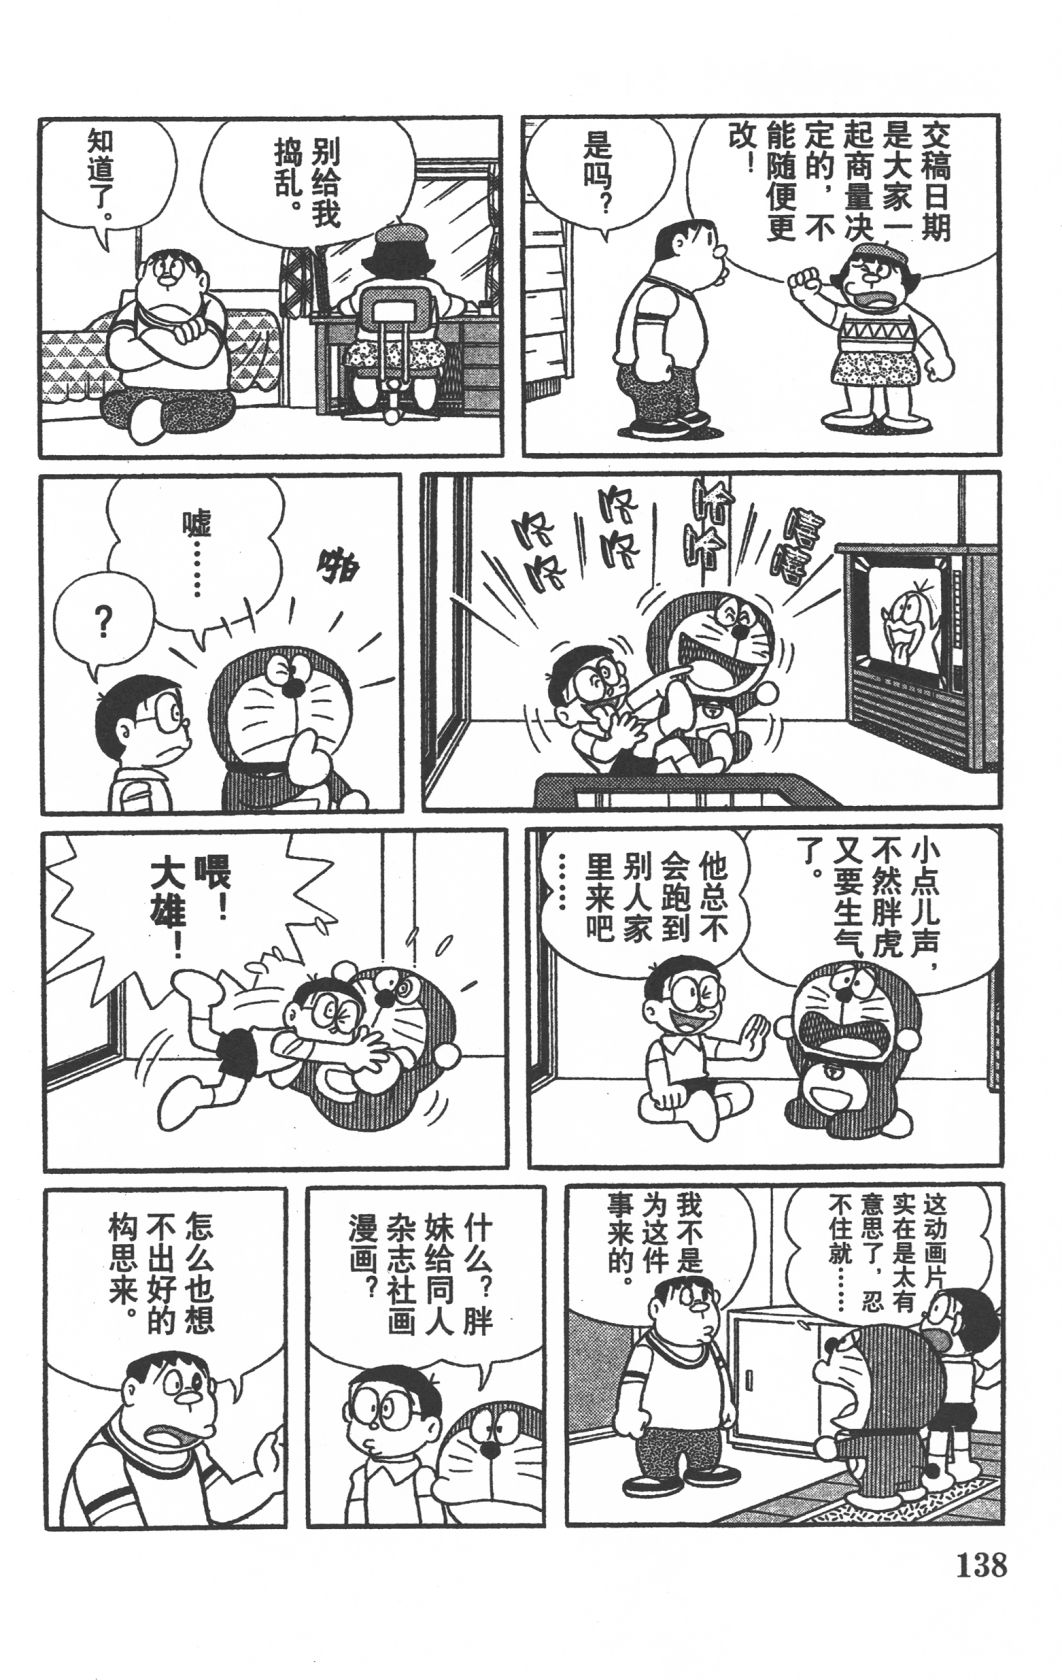 交稿日期
是大家一
起商量决
定的，不
能随便更
改！
是吗？
别给我
捣乱。
知道了。
嘻嘻
哈哈
咯咯
咯咯
啪
嘘……
？
小点儿声，
不然胖虎
又要生气
了。
他总不
会跑到
别人家
里来吧
……
喂！
大雄！
这动画片
实在是太有
意思了，忍
不住就……
我不是
为这件
事来的。
什么？胖
妹给同人
杂志社画
漫画？
怎么也想
不出好的
构思来。
138